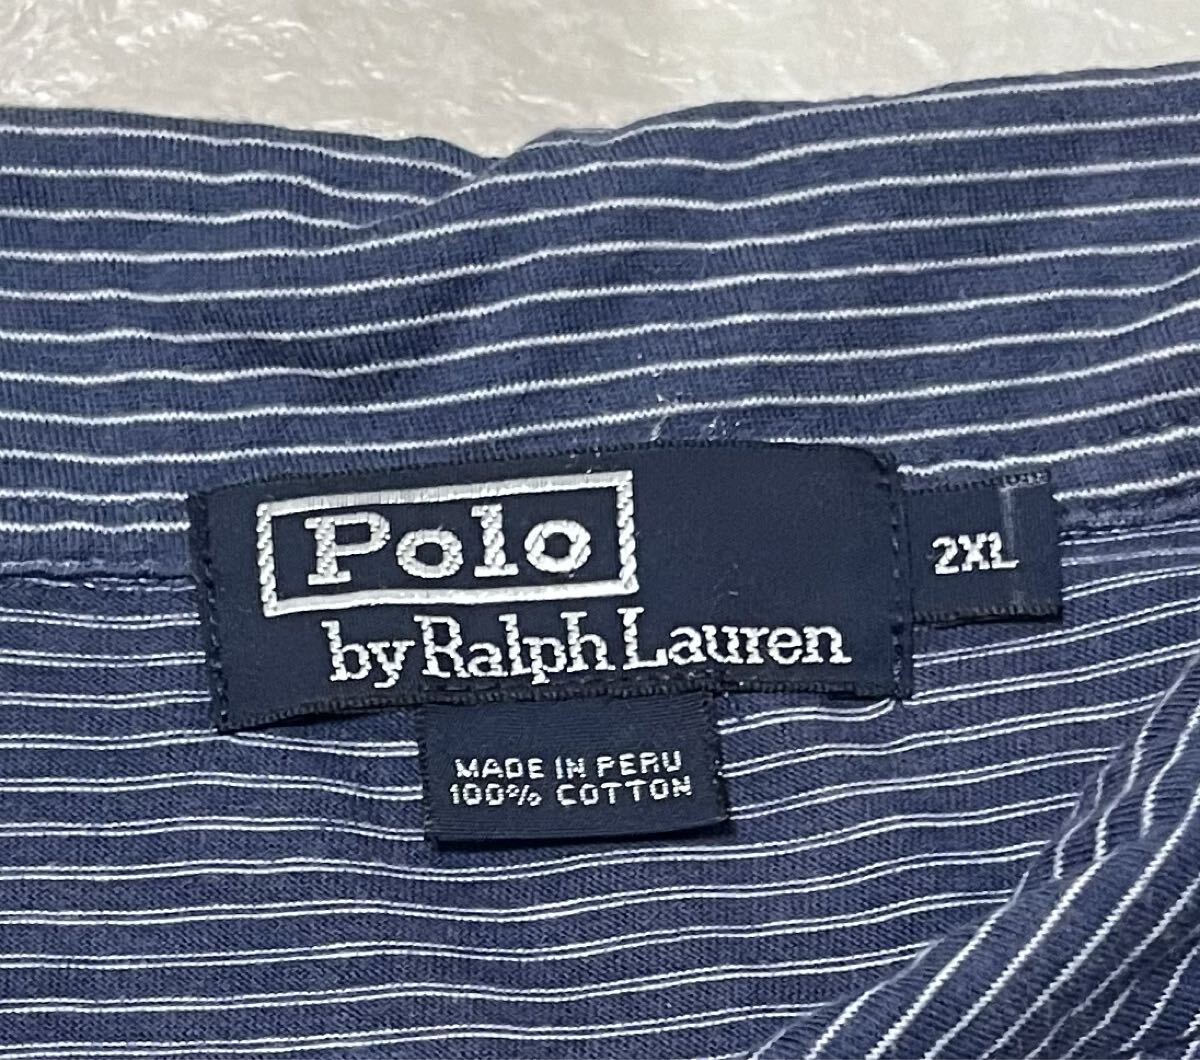 Polo
by Ralph Lauren
2XL
MADE IN PERU
100% COTTON